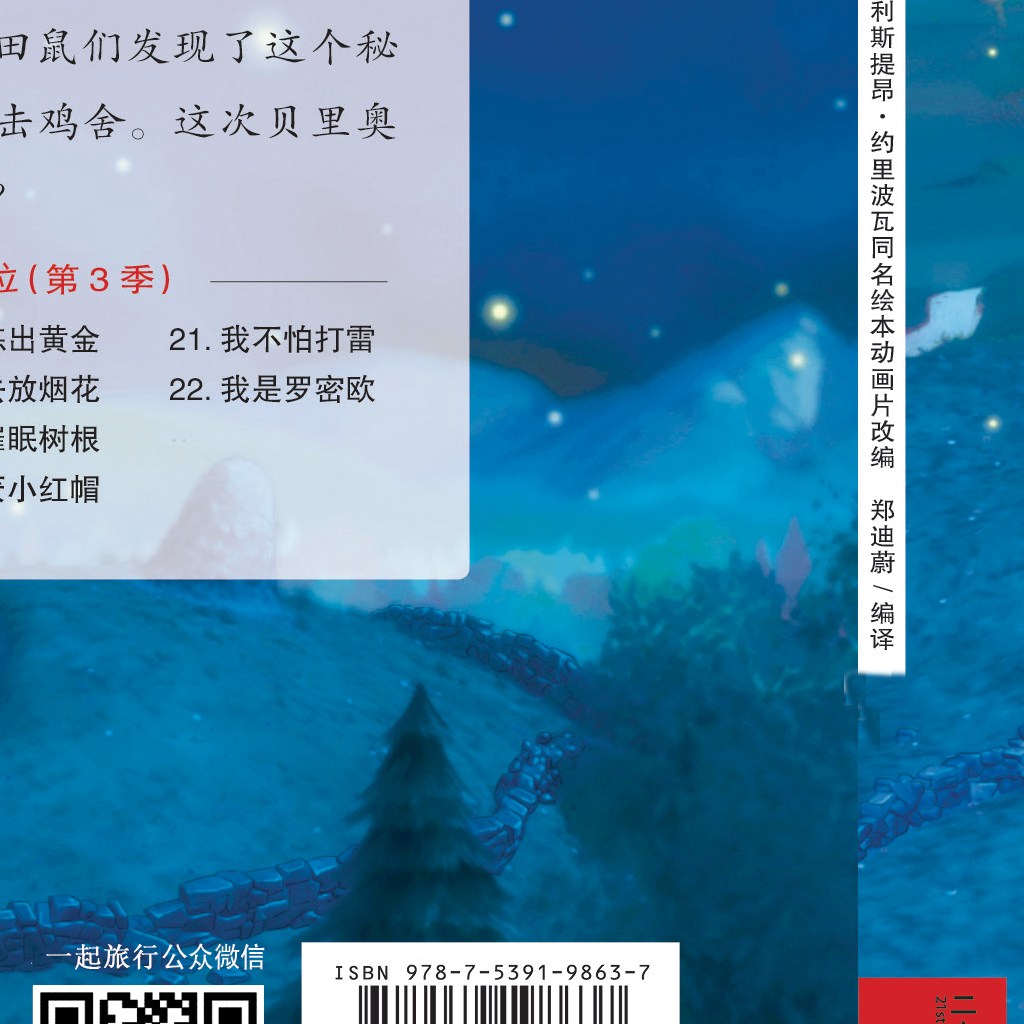 田鼠们发现了这个秘
击鸡舍。这次贝里奥
(第 3 季)
出黄金
放烟花
眠树根
小红帽
21. 我不怕打雷
22. 我是罗密欧
一起旅行公众微信
ISBN 978-7-5391-9863-7
利斯提昂·约里波瓦同名绘本动画片改编 郑迪蔚/编译
21st